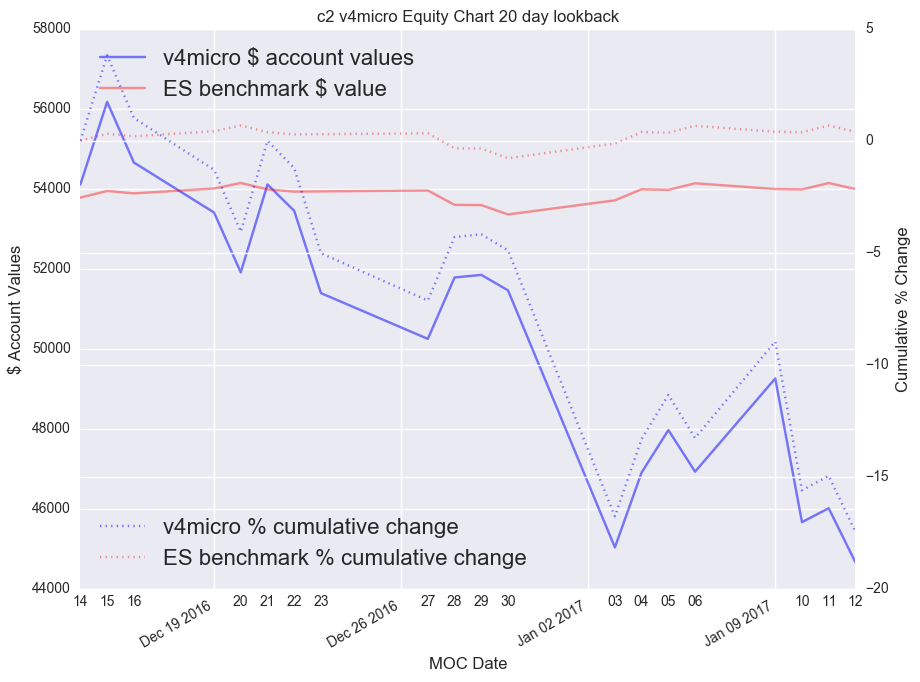 c2 v4micro Equity Chart 20 day lookback
58000
56000
54000
52000
50000
48000
46000
44000
$ Account Values
v4micro $ account values
ES benchmark $ value
v4micro % cumulative change
ES benchmark % cumulative change
5
0
−5
−10
−15
−20
Cumulative % Change
14 15 16 20 21 22 23 27 28 29 30 03 04 05 06 10 11 12
Dec 19 2016 Dec 26 2016 Jan 02 2017 Jan 09 2017
MOC Date